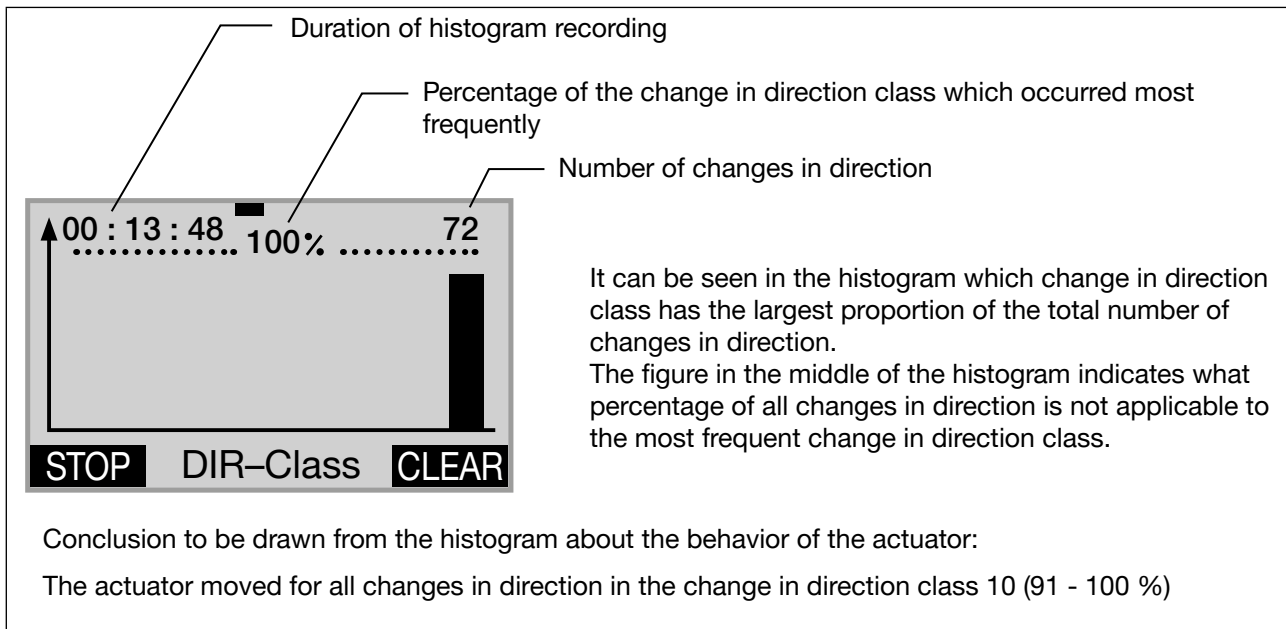 Duration of histogram recording
Percentage of the change in direction class which occurred most
frequently
Number of changes in direction
00 : 13 : 48
100%
72
It can be seen in the histogram which change in direction
class has the largest proportion of the total number of
changes in direction.
The figure in the middle of the histogram indicates what
percentage of all changes in direction is not applicable to
the most frequent change in direction class.
STOP DIR–Class CLEAR
Conclusion to be drawn from the histogram about the behavior of the actuator:
The actuator moved for all changes in direction in the change in direction class 10 (91 - 100 %)